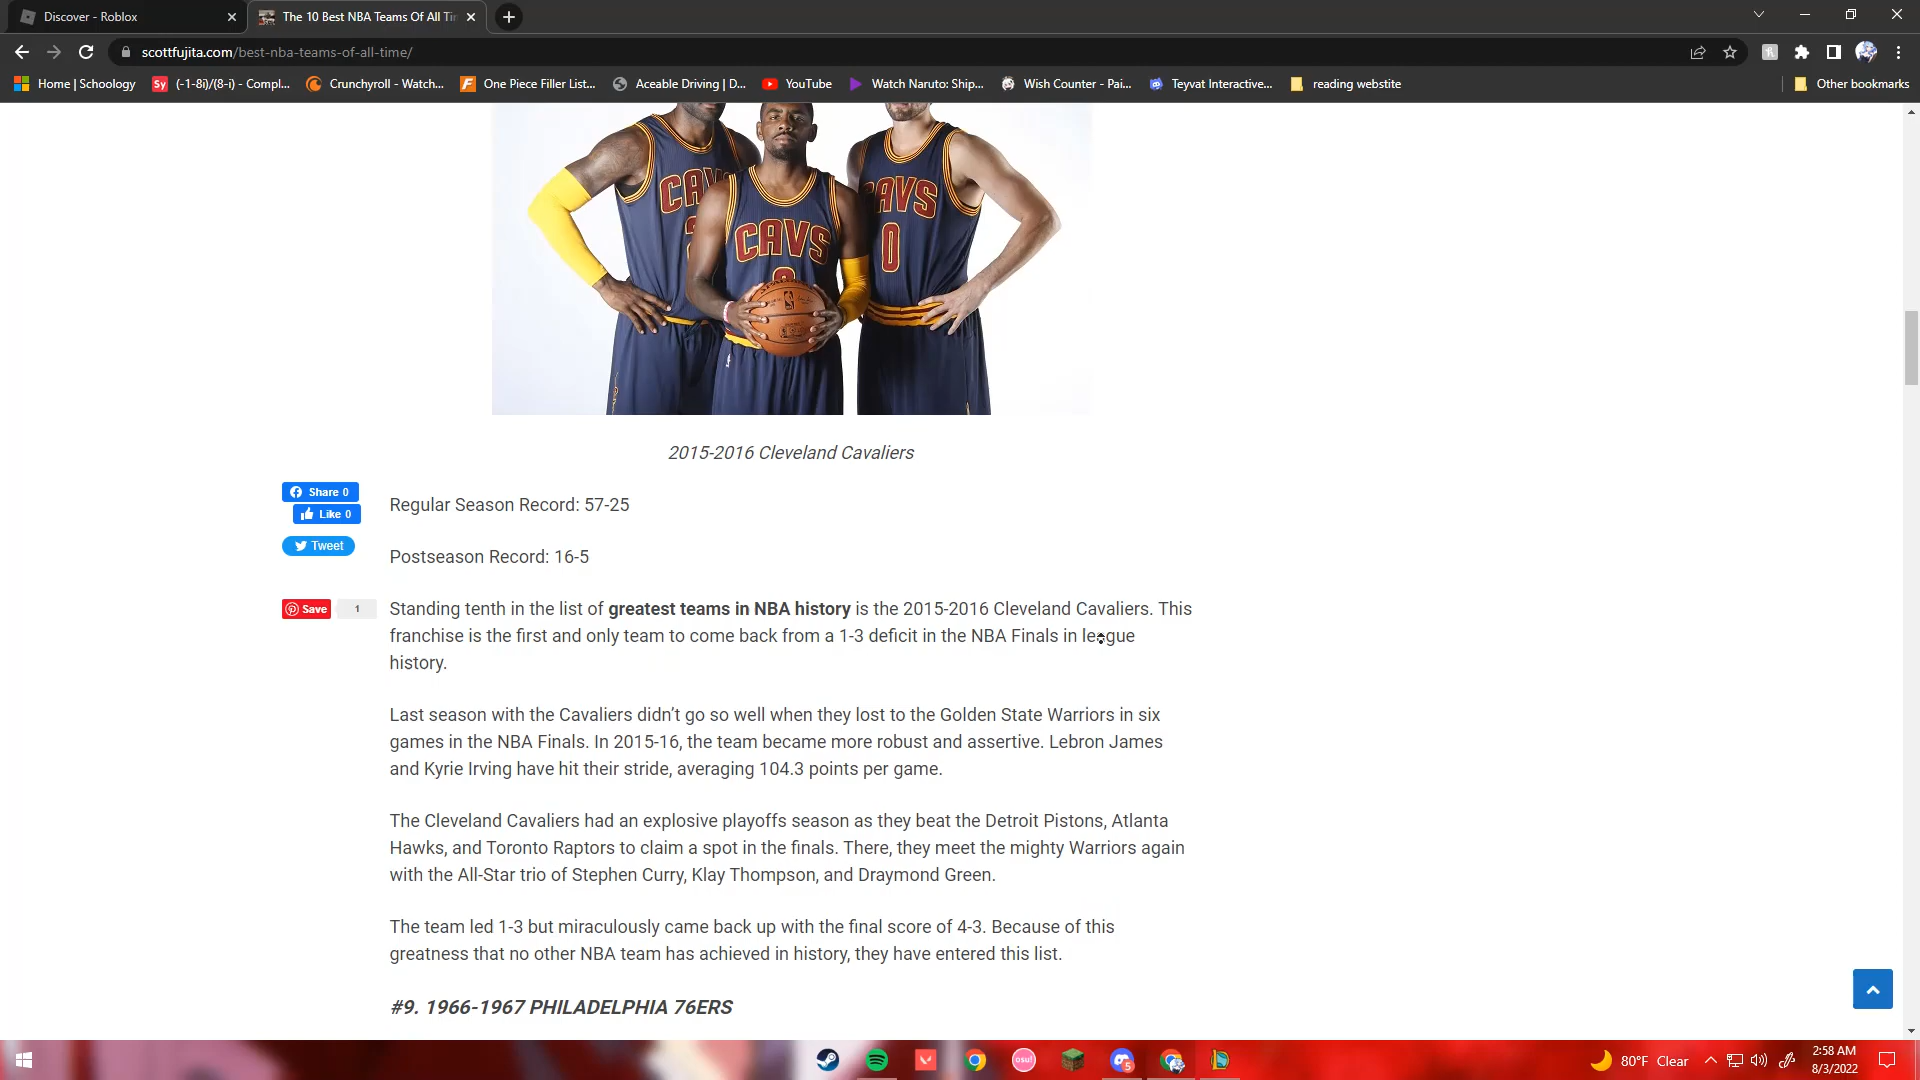 Discover - Roblox
The 10 Best NBA Teams Of All Ti
scottfujita.com/best-nba-teams-of-all-time/
Home | Schoology
Sy (-1-8i)/(8-i) - Compl...
Crunchyroll - Watch...
F One Piece Filler List...
Aceable Driving | D...
YouTube
Watch Naruto: Ship...
Wish Counter - Pai...
Teyvat Interactive...
reading webstite
Other bookmarks
CAVS
CAVS
AVS
0
2015-2016 Cleveland Cavaliers
Share 0
Like 0
Tweet
Save 1
Regular Season Record: 57-25
Postseason Record: 16-5
Standing tenth in the list of greatest teams in NBA history is the 2015-2016 Cleveland Cavaliers. This
franchise is the first and only team to come back from a 1-3 deficit in the NBA Finals in league
history.
Last season with the Cavaliers didn't go so well when they lost to the Golden State Warriors in six
games in the NBA Finals. In 2015-16, the team became more robust and assertive. Lebron James
and Kyrie Irving have hit their stride, averaging 104.3 points per game.
The Cleveland Cavaliers had an explosive playoffs season as they beat the Detroit Pistons, Atlanta
Hawks, and Toronto Raptors to claim a spot in the finals. There, they meet the mighty Warriors again
with the All-Star trio of Stephen Curry, Klay Thompson, and Draymond Green.
The team led 1-3 but miraculously came back up with the final score of 4-3. Because of this
greatness that no other NBA team has achieved in history, they have entered this list.
#9. 1966-1967 PHILADELPHIA 76ERS
osu!
5
80°F Clear
2:58 AM
8/3/2022